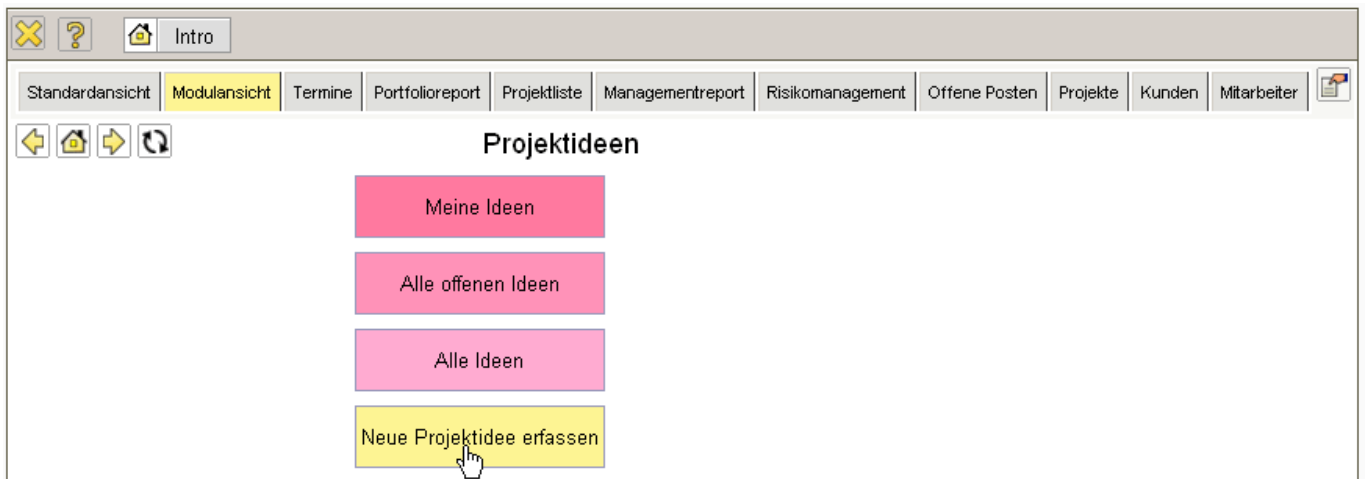 Intro
Standardansicht Modulansicht Termine Portfolioreport Projektliste Managementreport Risikomanagement Offene Posten Projekte Kunden Mitarbeiter
Projektideen
Meine Ideen
Alle offenen Ideen
Alle Ideen
Neue Projektidee erfassen